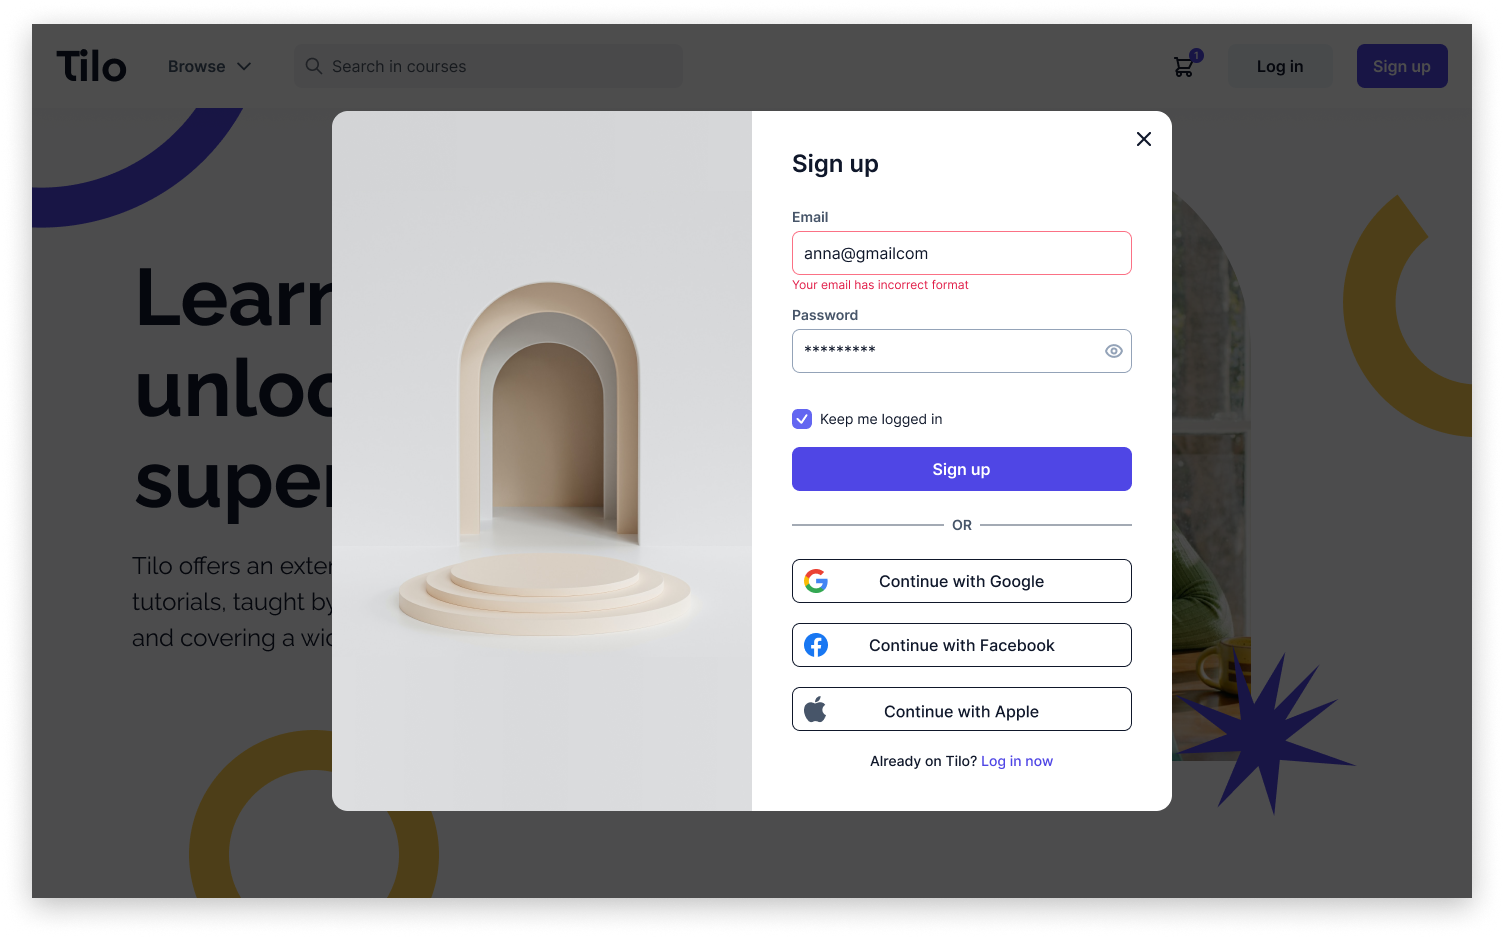 Tilo
Browse
Search in courses
1
Log in
Sign up
Learn
unloc
super
Tilo offers an exter
tutorials, taught by
and covering a wid
Sign up
Email
anna@gmailcom
Your email has incorrect format
Password
*********
Keep me logged in
Sign up
OR
Continue with Google
Continue with Facebook
Continue with Apple
Already on Tilo? Log in now